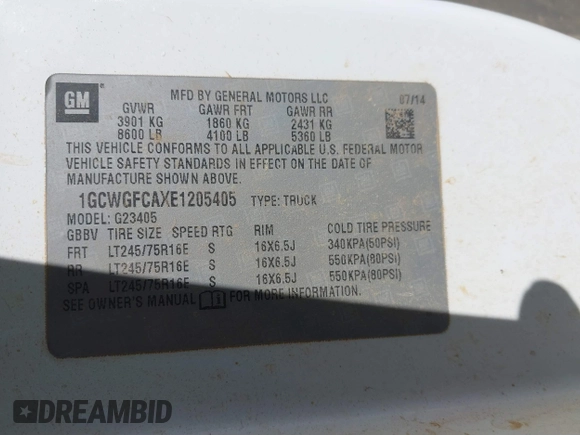 GM
MFD BY GENERAL MOTORS LLC 07/14
GVWR GAWR FRT GAWR RR
3901 KG 1860 KG 2431 KG
8600 LB 4100 LB 5360 LB
THIS VEHICLE CONFORMS TO ALL APPLICABLE U.S. FEDERAL MOTOR
VEHICLE SAFETY STANDARDS IN EFFECT ON THE DATE OF
MANUFACTURE SHOWN ABOVE.
1GCWGFCAXE1205405 TYPE: TRUCK
MODEL: G23405
GBBV TIRE SIZE SPEED RTG RIM COLD TIRE PRESSURE
FRT LT245/75R16E S 16X6.5J 340KPA(50PSI)
RR LT245/75R16E S 16X6.5J 550KPA(80PSI)
SPA LT245/75R16E S 16X6.5J 550KPA(80PSI)
SEE OWNER'S MANUAL FOR MORE INFORMATION.
DREAMBID